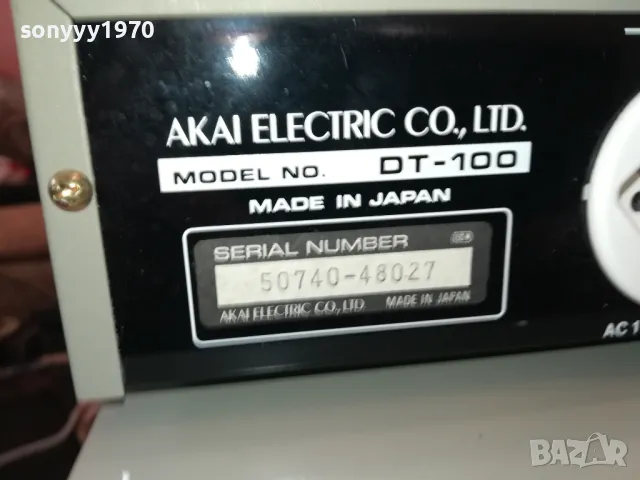 sonyyy1970
AKAI ELECTRIC CO., LTD.
MODEL NO. DT-100
MADE IN JAPAN
SERIAL NUMBER
50740-48027
AKAI ELECTRIC CO., LTD. MADE IN JAPAN
AC 1
BAZAR
bg